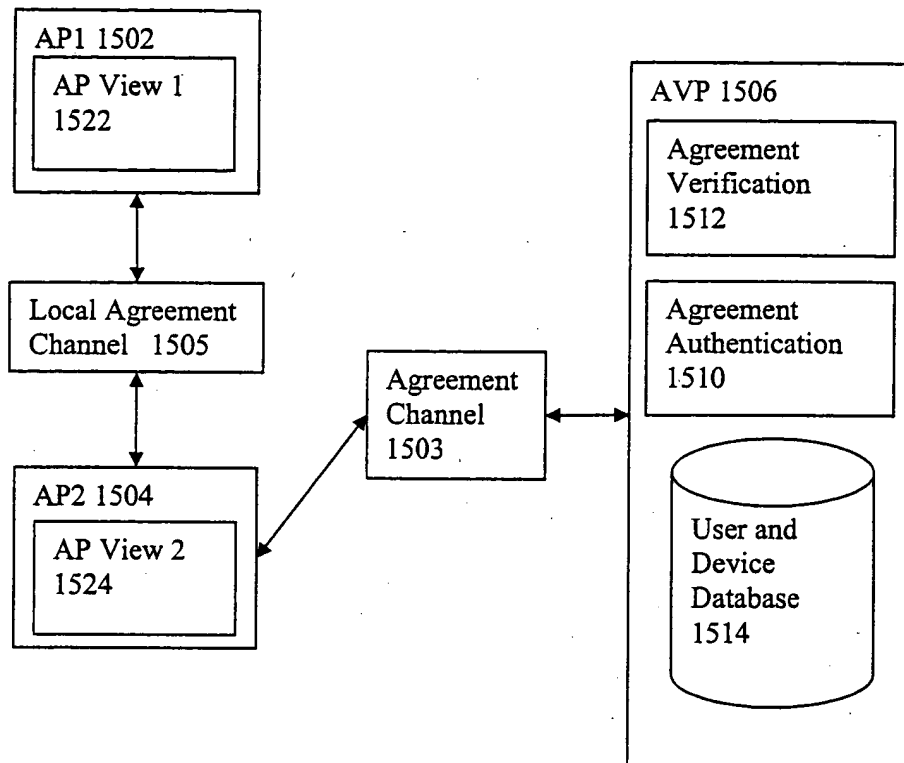 AP1 1502
AP View 1
1522
Local Agreement
Channel 1505
AP2 1504
AP View 2
1524
Agreement
Channel
1503
AVP 1506
Agreement
Verification
1512
Agreement
Authentication
1510
User and
Device
Database
1514